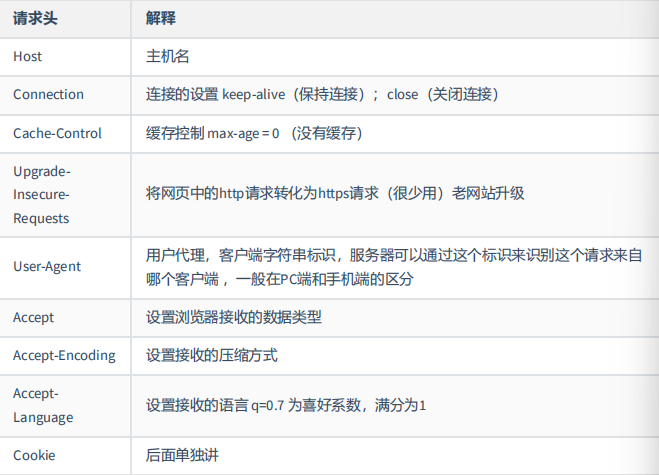 请求头 解释
Host 主机名
Connection 连接的设置 keep-alive（保持连接）；close（关闭连接）
Cache-Control 缓存控制 max-age = 0 （没有缓存）
Upgrade-
Insecure-
Requests
将网页中的http请求转化为https请求（很少用）老网站升级
User-Agent
用户代理，客户端字符串标识，服务器可以通过这个标识来识别这个请求来自
哪个客户端 ，一般在PC端和手机端的区分
Accept 设置浏览器接收的数据类型
Accept-Encoding 设置接收的压缩方式
Accept-
Language
设置接收的语言 q=0.7 为喜好系数，满分为1
Cookie 后面单独讲